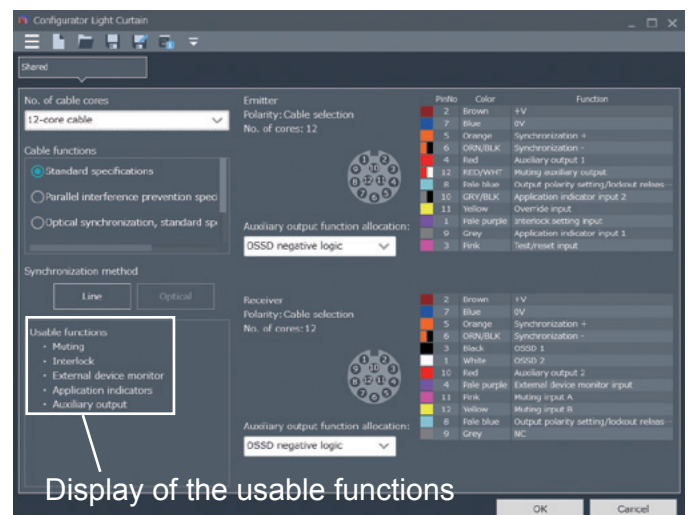 Configurator Light Curtain
Shared
No. of cable cores
12-core cable
Cable functions
Standard specifications
Parallel interference prevention spec
Optical synchronization, standard sp
Synchronization method
Line Optical
Usable functions
• Muting
• Interlock
• External device monitor
• Application indicators
• Auxiliary output
Emitter
Polarity: Cable selection
No. of cores: 12
Auxiliary output function allocation:
OSSD negative logic
PinNo Color Function
2 Brown +V
7 Blue 0V
5 Orange Synchronization +
6 ORN/BLK Synchronization -
4 Red Auxiliary output 1
12 RED/WHT Muting auxiliary output
8 Pale blue Output polarity setting/lockout releas···
10 GRY/BLK Application indicator input 2
11 Yellow Override input
1 Pale purple Interlock setting input
9 Grey Application indicator input 1
3 Pink Test/reset input
Receiver
Polarity: Cable selection
No. of cores: 12
Auxiliary output function allocation:
OSSD negative logic
2 Brown +V
7 Blue 0V
5 Orange Synchronization +
6 ORN/BLK Synchronization -
3 Black OSSD 1
1 White OSSD 2
10 Red Auxiliary output 2
4 Pale purple External device monitor input
11 Pink Muting input A
12 Yellow Muting input B
8 Pale blue Output polarity setting/lockout releas···
9 Grey NC
Display of the usable functions
OK Cancel